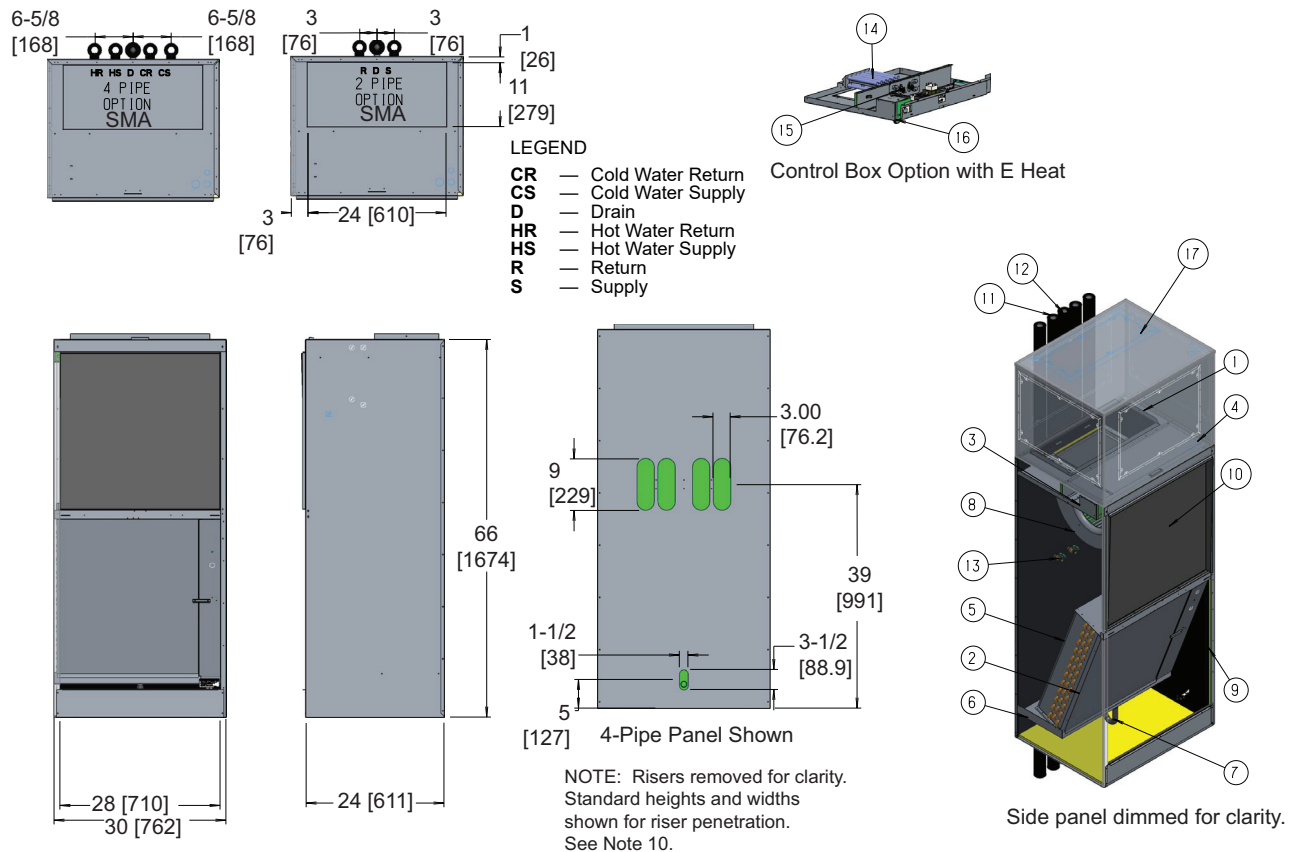 6-5/8
[168]
6-5/8
[168]
HR HS D CR CS
4 PIPE
OPTION
SMA
3
[76]
3
[76]
1
[26]
R D S
2 PIPE
OPTION
SMA
11
[279]
3
[76]
24 [610]
LEGEND
CR — Cold Water Return
CS — Cold Water Supply
D — Drain
HR — Hot Water Return
HS — Hot Water Supply
R — Return
S — Supply
14
15
16
Control Box Option with E Heat
28 [710]
30 [762]
66
[1674]
24 [611]
3.00
[76.2]
9
[229]
39
[991]
1-1/2
[38]
3-1/2
[88.9]
5
[127]
4-Pipe Panel Shown
NOTE: Risers removed for clarity.
Standard heights and widths
shown for riser penetration.
See Note 10.
12
11
17
1
4
3
10
8
13
5
2
6
9
7
Side panel dimmed for clarity.